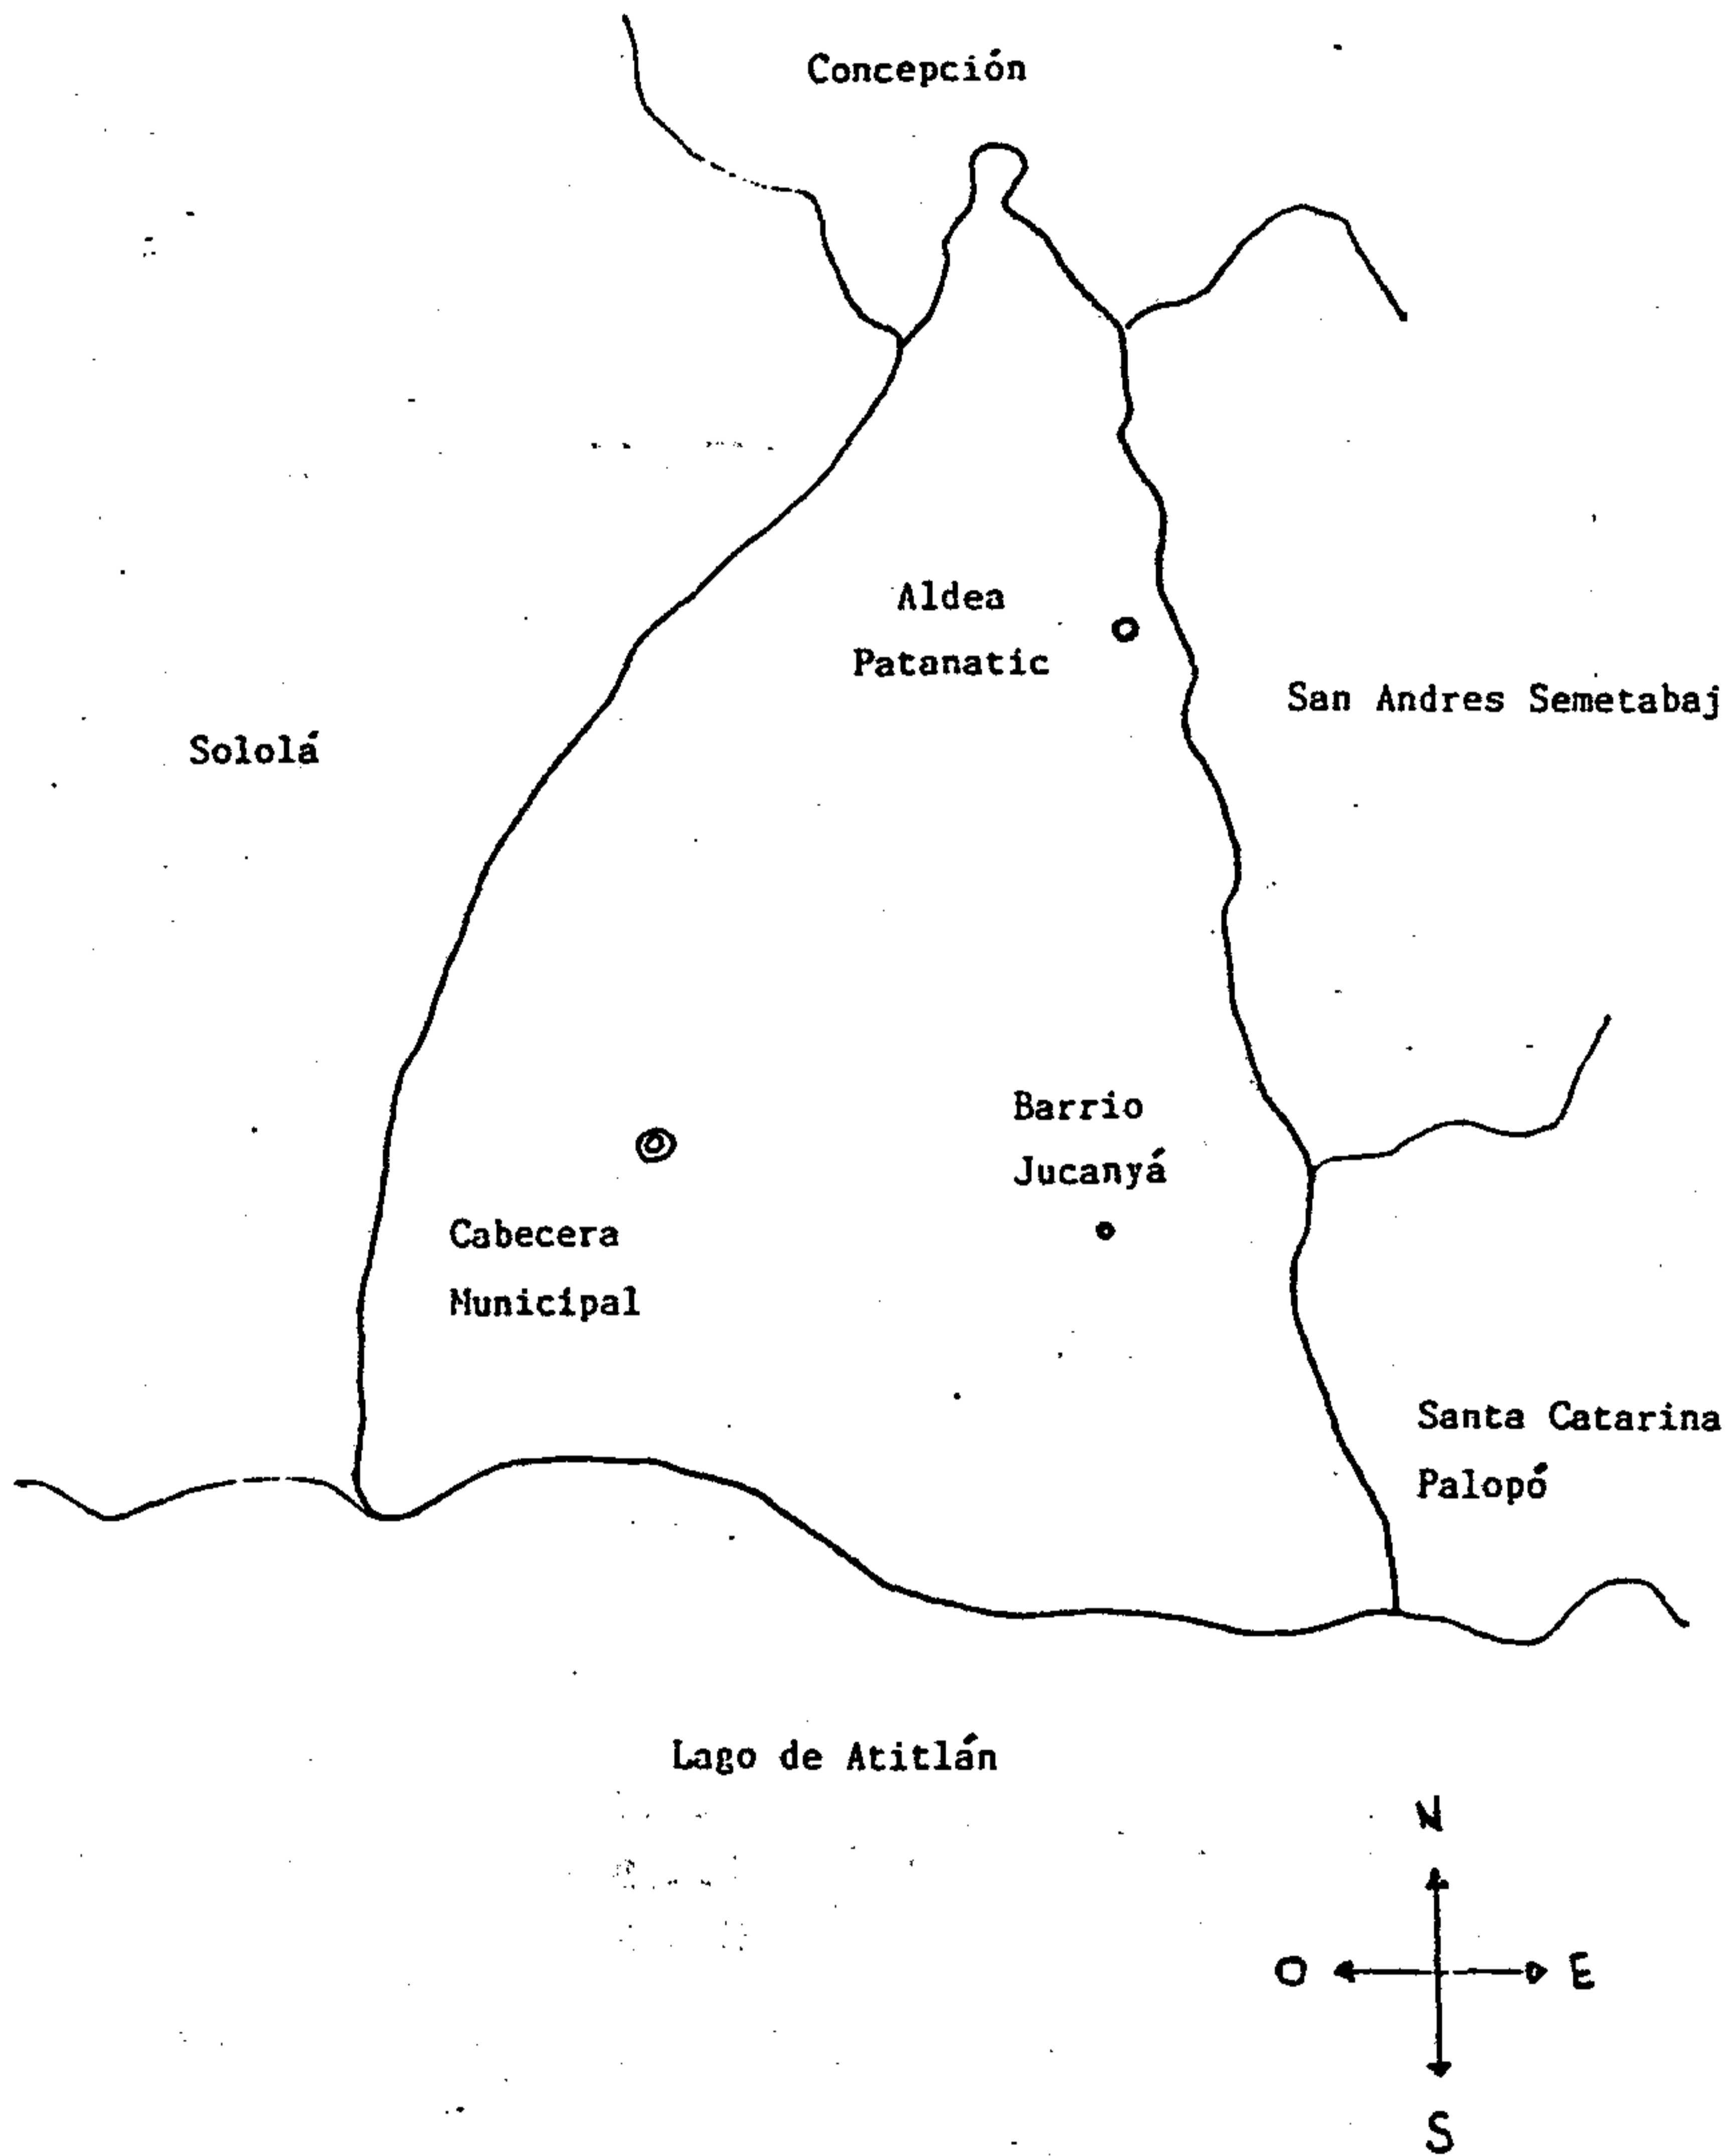 Concepción
Aldea
Patanatic
San Andres Semetabaj
Sololá
Barrio
Jucanyá
Cabecera
Municipal
Santa Catarina
Palopó
Lago de Atitlán
N
O E
S